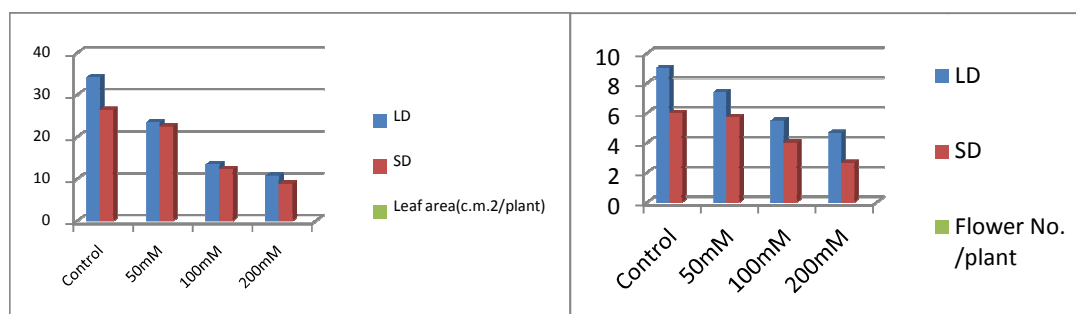 40
30
20
10
0
Control
50mM
100mM
200mM
LD
SD
Leaf area(c.m.2/plant)
10
8
6
4
2
0
Control
50mM
100mM
200mM
LD
SD
Flower No.
/plant